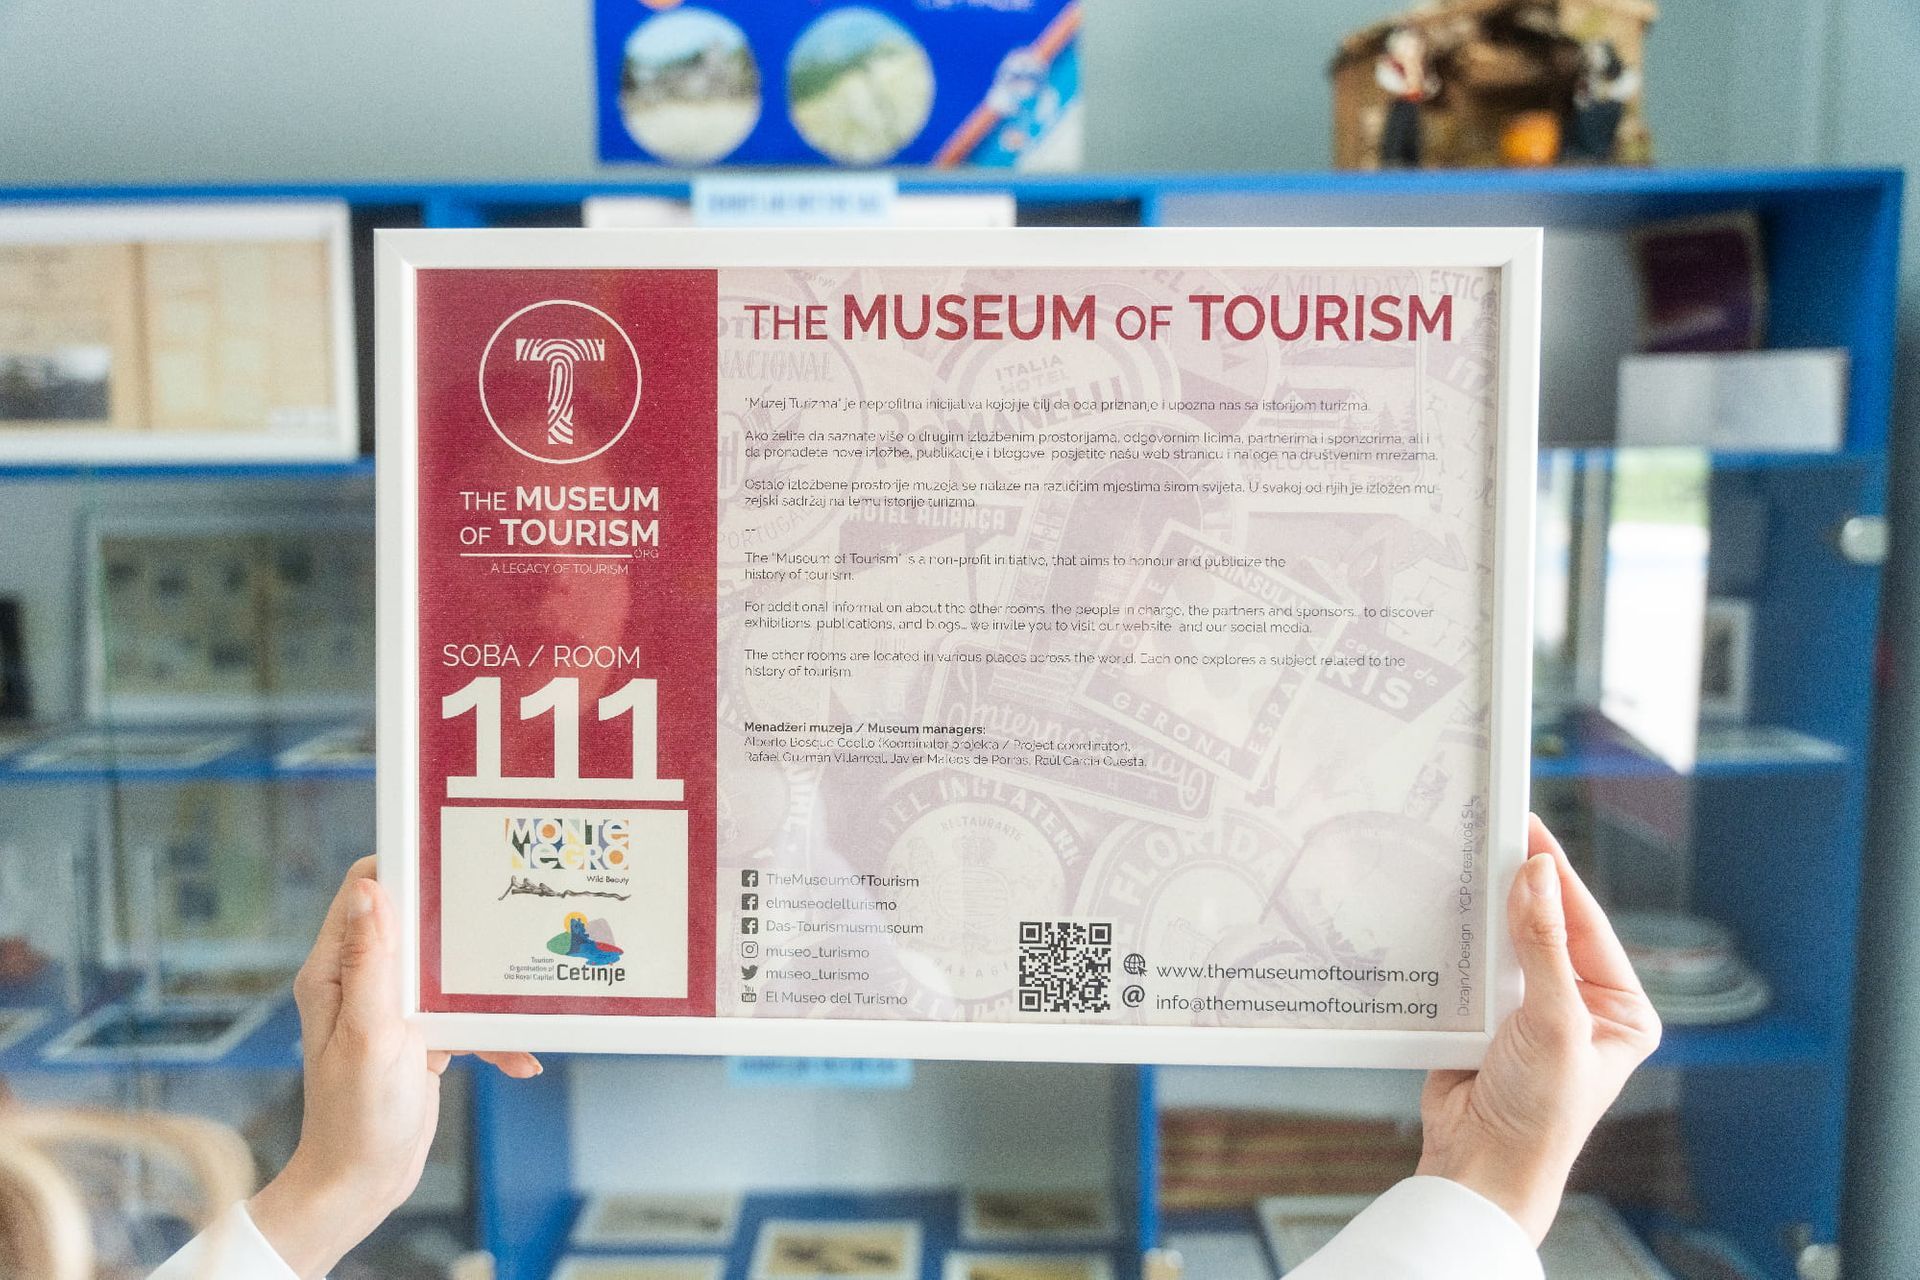 THE MUSEUM
OF TOURISM
.ORG
A LEGACY OF TOURISM
SOBA / ROOM
111
MONTE
NEGRO
Wild Beauty
Tourism
Organisation of
Old Royal Capital
Cetinje
THE MUSEUM OF TOURISM
"Muzej Turizma" je neprofitna inicijativa kojoj je cilj da oda priznanje i upozna nas sa istorijom turizma.
Ako želite da saznate više o drugim izložbenim prostorijama, odgovornim licima, partnerima i sponzorima, ali i
da pronađete nove izložbe, publikacije i blogove, posjetite našu web stranicu i naloge na društvenim mrežama.
Ostale izložbene prostorije muzeja se nalaze na različitim mjestima širom svijeta. U svakoj od njih je izložen mu-
zejski sadržaj na temu istorije turizma.
--
The "Museum of Tourism" is a non-profit initiative, that aims to honour and publicize the
history of tourism.
For additional information about the other rooms, the people in charge, the partners and sponsors... to discover
exhibitions, publications, and blogs... we invite you to visit our website and our social media.
The other rooms are located in various places across the world. Each one explores a subject related to the
history of tourism.
Menadžeri muzeja / Museum managers:
Alberto Bosque Coello (Koordinator projekta / Project coordinator),
Rafael Guzmán Villarreal, Javier Mateos de Porras, Raúl García Cuesta.
TheMuseumOfTourism
elmuseodelturismo
Das-Tourismusmuseum
museo_turismo
museo_turismo
El Museo del Turismo
www.themuseumoftourism.org
info@themuseumoftourism.org
Dizajn/Design YCP Creativos S.L.